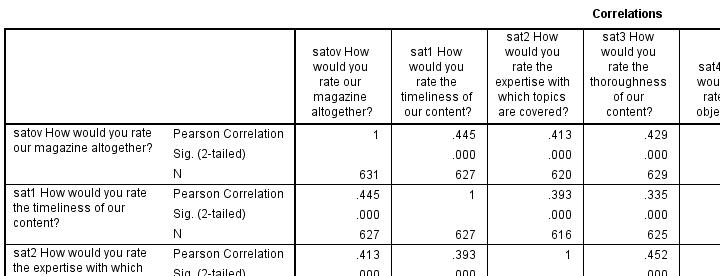 Correlations
satov How would you rate our magazine altogether?
sat1 How would you rate the timeliness of our content?
sat2 How would you rate the expertise with which topics are covered?
sat3 How would you rate the thoroughness of our content?
satov How would you rate Pearson Correlation 1 .445 .413 .429
our magazine altogether? Sig. (2-tailed) .000 .000 .000
N 631 627 620 629
sat1 How would you rate Pearson Correlation .445 1 .393 .335
the timeliness of our Sig. (2-tailed) .000 .000 .000
content? N 627 627 616 625
sat2 How would you rate Pearson Correlation .413 .393 1 .452
the expertise with which Sig. (2-tailed) .000 .000 .000